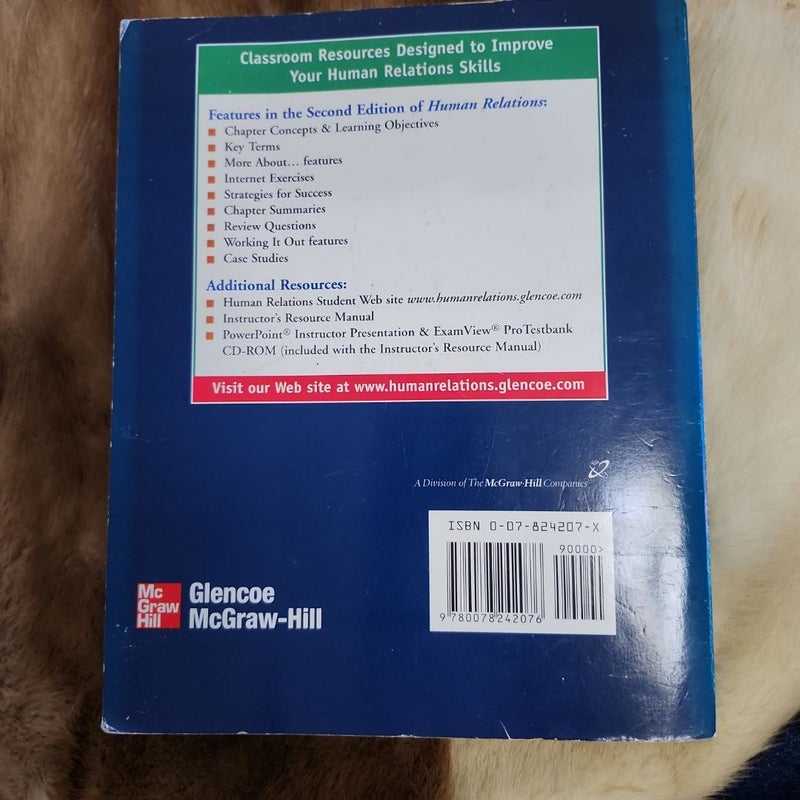 Classroom Resources Designed to Improve
Your Human Relations Skills
Features in the Second Edition of Human Relations:
Chapter Concepts & Learning Objectives
Key Terms
More About... features
Internet Exercises
Strategies for Success
Chapter Summaries
Review Questions
Working It Out features
Case Studies
Additional Resources:
Human Relations Student Web site www.humanrelations.glencoe.com
Instructor's Resource Manual
PowerPoint® Instructor Presentation & ExamView® ProTestbank
CD-ROM (included with the Instructor's Resource Manual)
Visit our Web site at www.humanrelations.glencoe.com
A Division of The McGraw-Hill Companies
ISBN 0-07-824207-X
90000>
9 780078 242076
Mc
Graw
Hill
Glencoe
McGraw-Hill